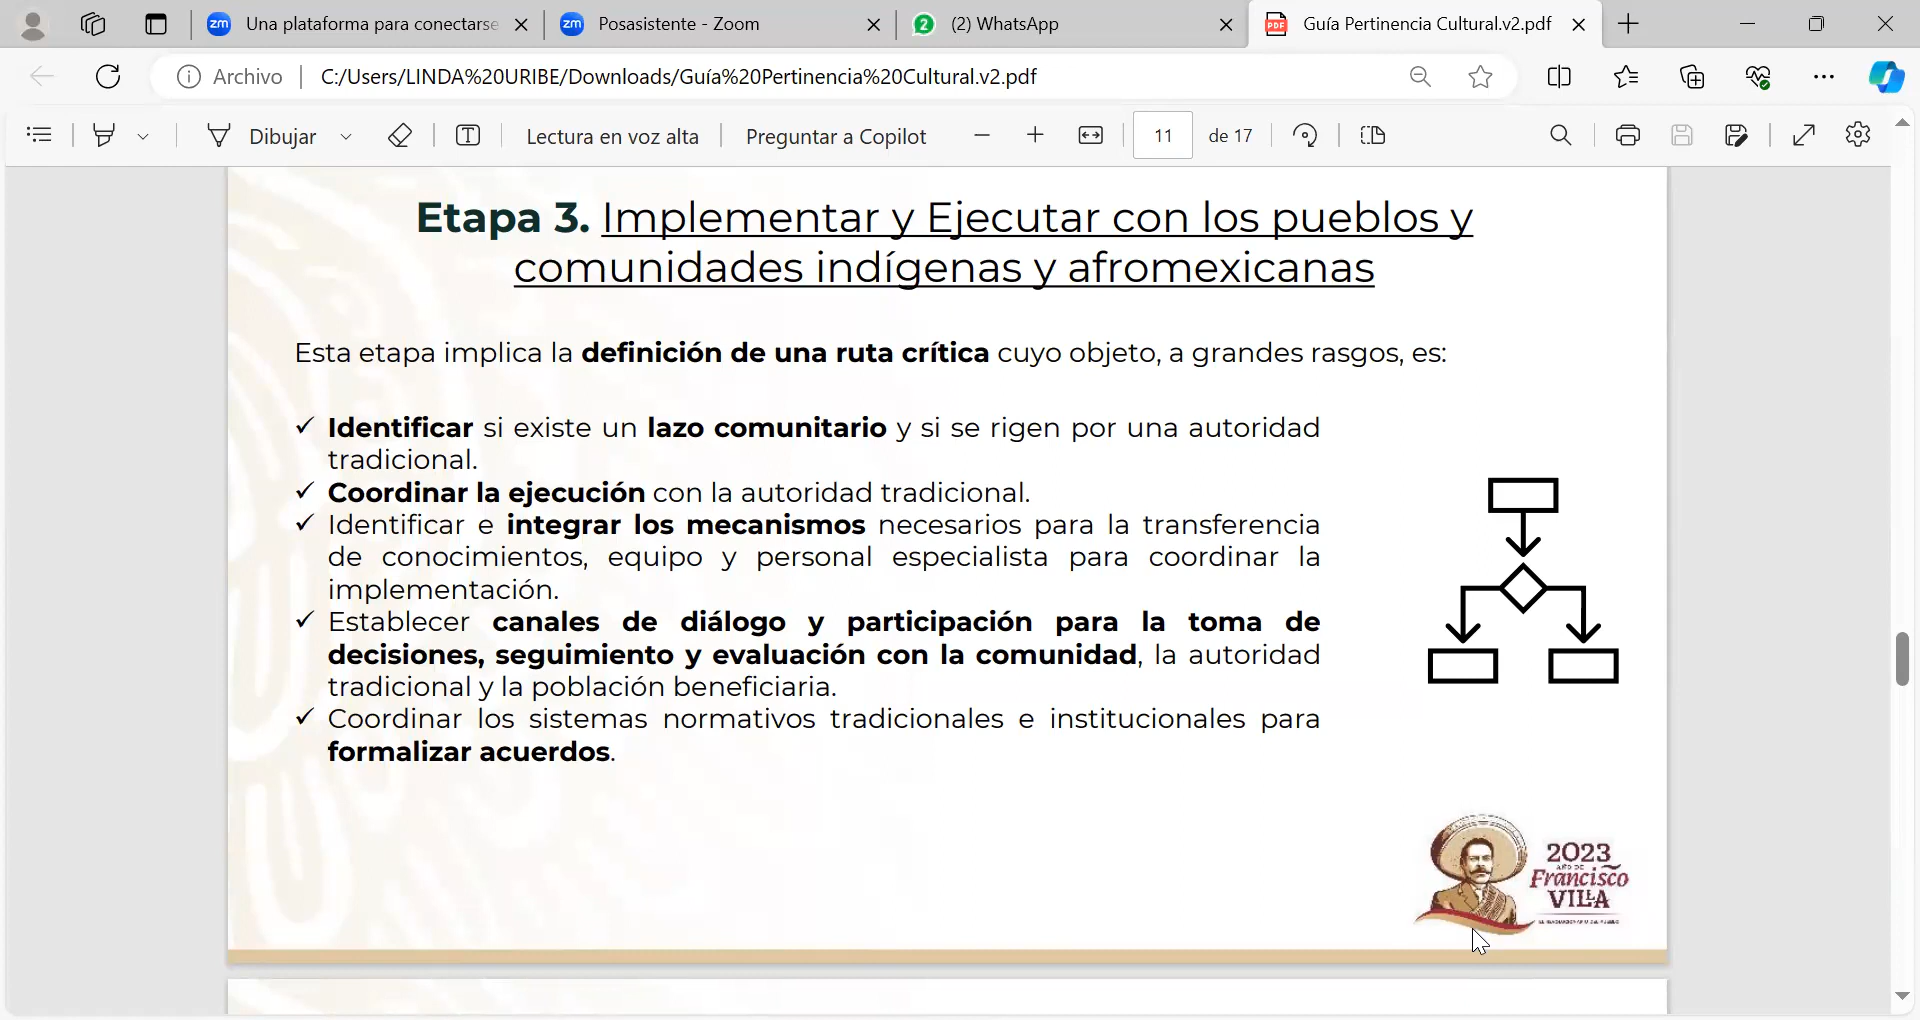 Una plataforma para conectarse
Posasistente - Zoom
(2) WhatsApp
Guía Pertinencia Cultural.v2.pdf
Archivo
C:/Users/LINDA%20URIBE/Downloads/Guía%20Pertinencia%20Cultural.v2.pdf
Dibujar
Lectura en voz alta
Preguntar a Copilot
11
de 17
Etapa 3. Implementar y Ejecutar con los pueblos y
comunidades indígenas y afromexicanas
Esta etapa implica la definición de una ruta crítica cuyo objeto, a grandes rasgos, es:
✓ Identificar si existe un lazo comunitario y si se rigen por una autoridad
tradicional.
✓ Coordinar la ejecución con la autoridad tradicional.
✓ Identificar e integrar los mecanismos necesarios para la transferencia
de conocimientos, equipo y personal especialista para coordinar la
implementación.
✓ Establecer canales de diálogo y participación para la toma de
decisiones, seguimiento y evaluación con la comunidad, la autoridad
tradicional y la población beneficiaria.
✓ Coordinar los sistemas normativos tradicionales e institucionales para
formalizar acuerdos.
2023
AÑO DE
Francisco
VILLA
EL REVOLUCIONARIO DEL PUEBLO